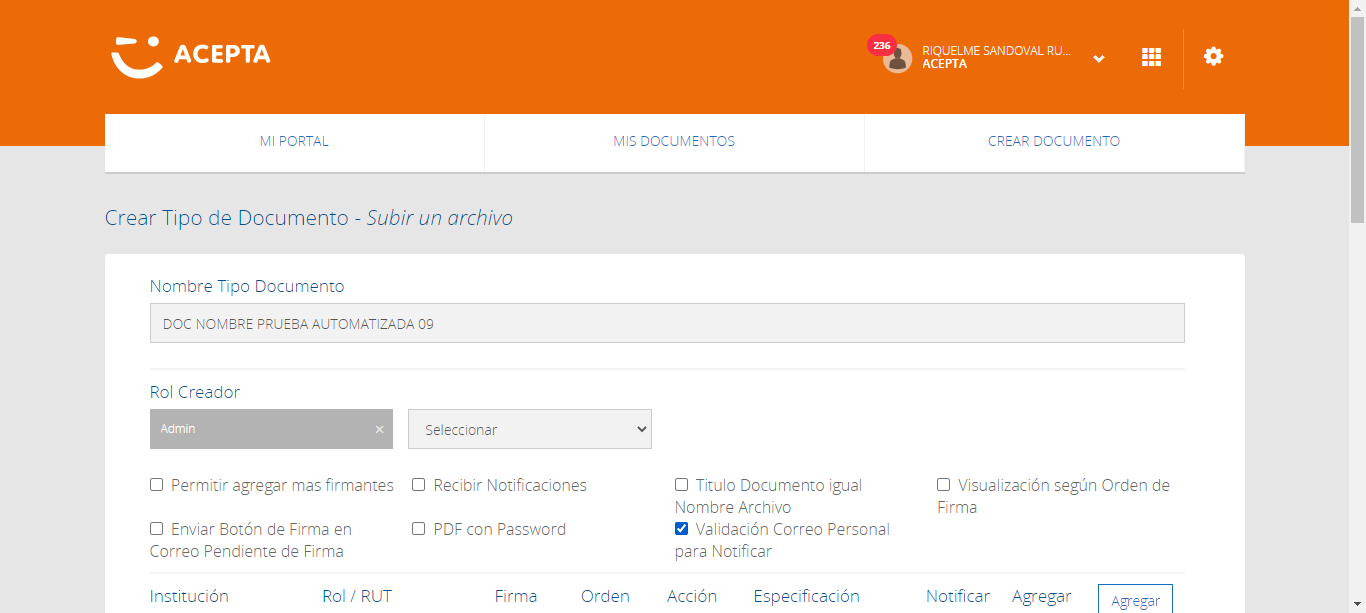 ACEPTA
236
RIQUELME SANDOVAL RU...
ACEPTA
MI PORTAL
MIS DOCUMENTOS
CREAR DOCUMENTO
Crear Tipo de Documento - Subir un archivo
Nombre Tipo Documento
DOC NOMBRE PRUEBA AUTOMATIZADA 09
Rol Creador
Admin ×
Seleccionar
Permitir agregar mas firmantes
Recibir Notificaciones
Titulo Documento igual
Nombre Archivo
Visualización según Orden de
Firma
Enviar Botón de Firma en
Correo Pendiente de Firma
PDF con Password
Validación Correo Personal
para Notificar
Institución Rol / RUT Firma Orden Acción Especificación Notificar Agregar Agregar